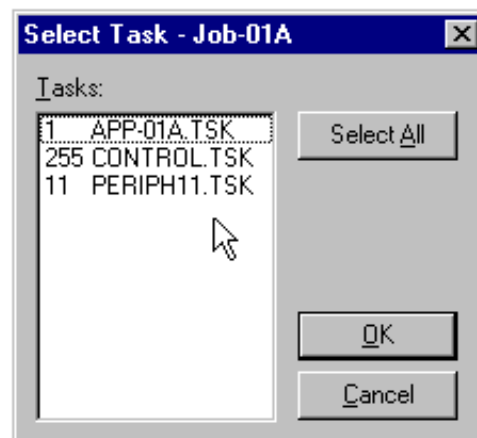 Select Task - Job-01A
Tasks:
1 APP-01A.TSK
255 CONTROL.TSK
11 PERIPH11.TSK
Select All
OK
Cancel